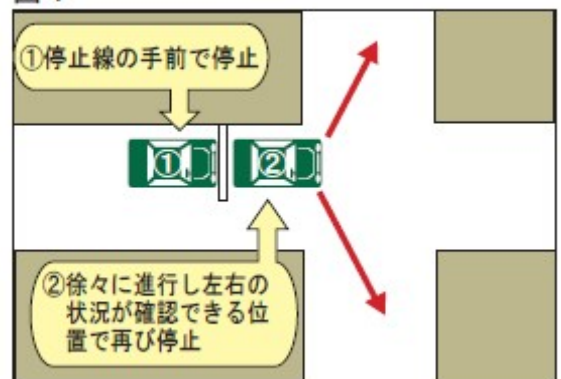 ①停止線の手前で停止
①
②
②徐々に進行し左右の
状況が確認できる位
置で再び停止